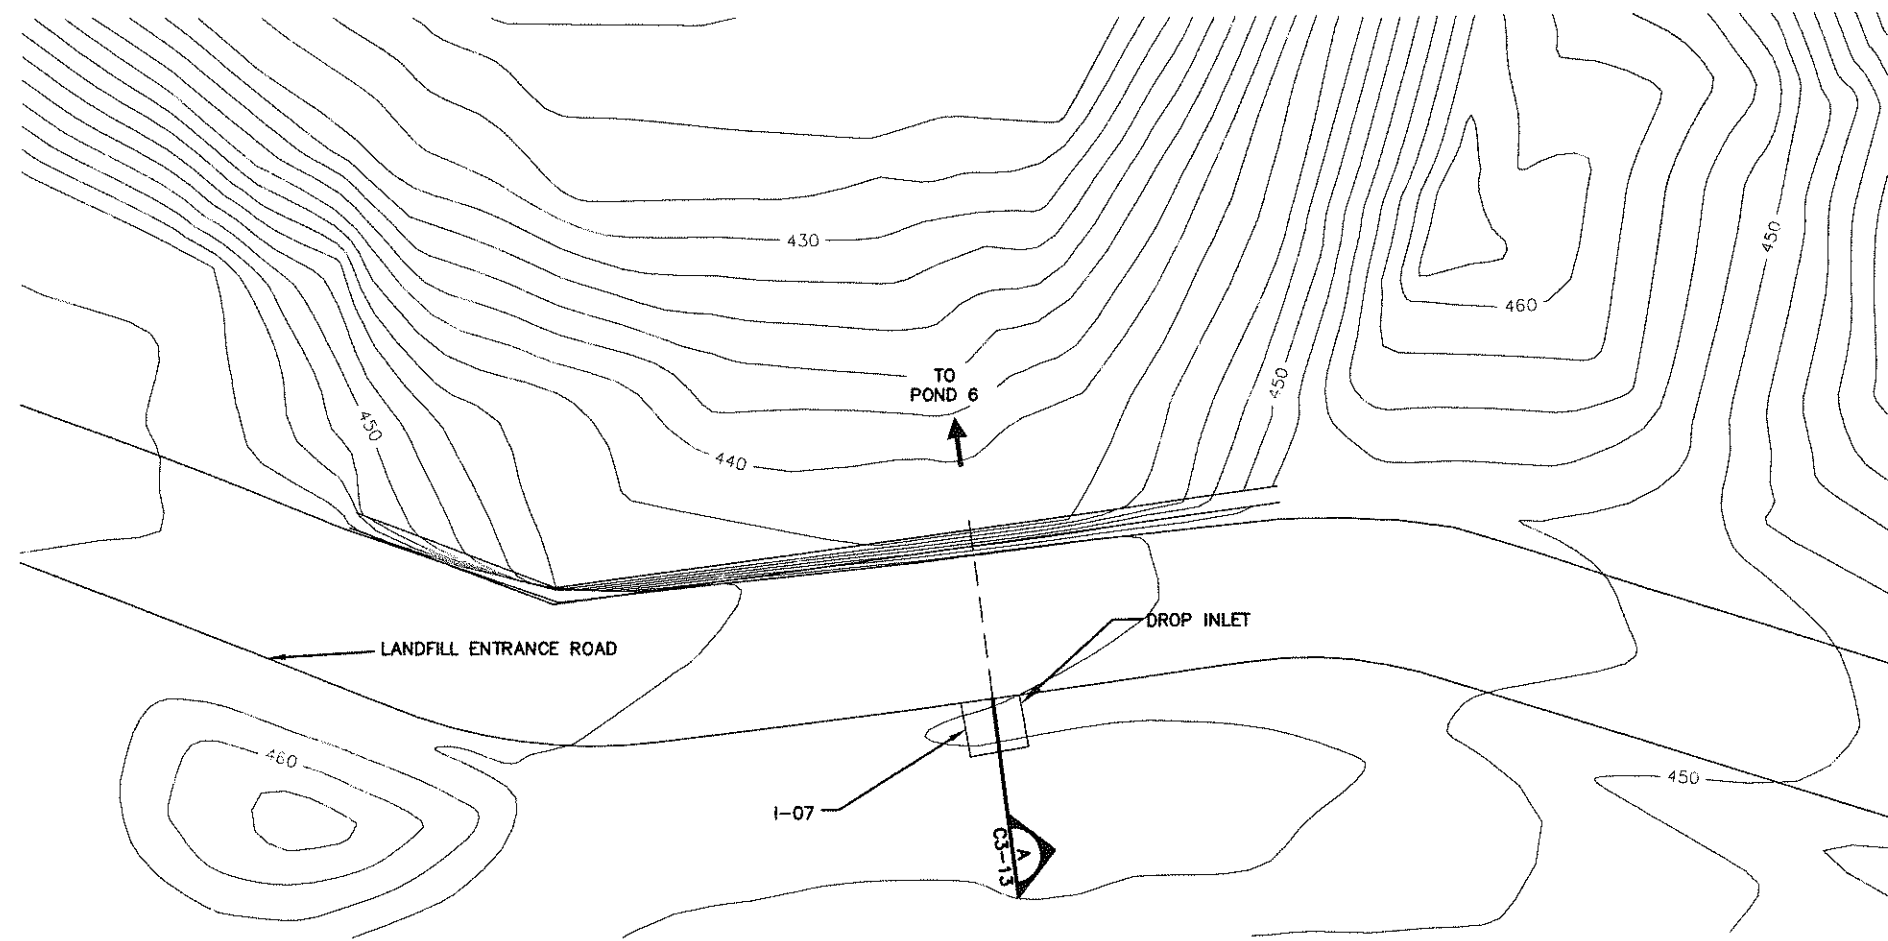 430
450
460
TO
POND 6
450
450
440
DROP INLET
LANDFILL ENTRANCE ROAD
460
450
I-07
A
C3-13